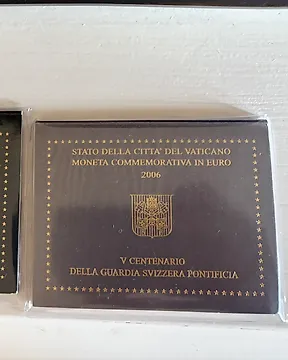 STATO DELLA CITTA' DEL VATICANO
MONETA COMMEMORATIVA IN EURO
2006
V CENTENARIO
DELLA GUARDIA SVIZZERA PONTIFICIA